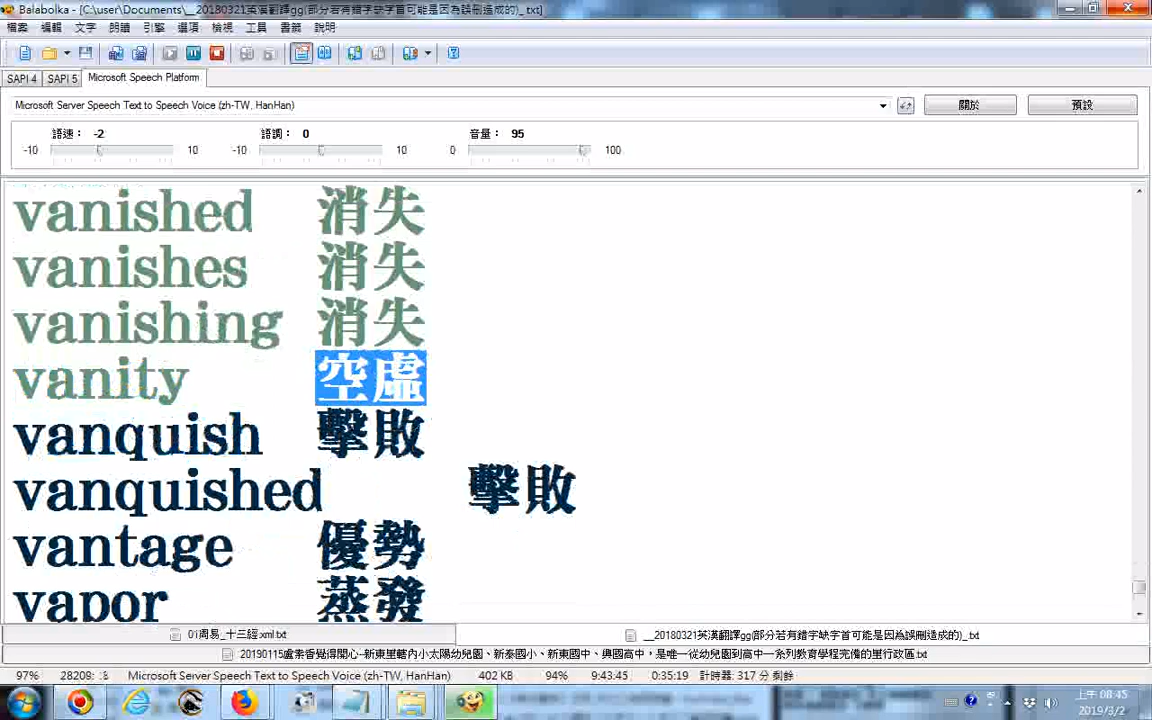 Balabolka - [C:\user\Documents\__20180321英漢翻譯gg(部分若有錯字缺字首可能是因為誤刪造成的)_.txt]
檔案 編輯 文字 朗讀 引擎 選項 檢視 工具 書籤 說明
SAPI 4 SAPI 5 Microsoft Speech Platform
Microsoft Server Speech Text to Speech Voice (zh-TW, HanHan) 關於 預設
語速： -2 語調： 0 音量： 95
-10 10 -10 10 0 100
vanished 消失
vanishes 消失
vanishing 消失
vanity 空虛
vanquish 擊敗
vanquished 擊敗
vantage 優勢
vapor 蒸發
01周易_十三經.xml.txt __20180321英漢翻譯gg(部分若有錯字缺字首可能是因為誤刪造成的)_.txt
20190115盧素香覺得開心-新東里轄內小太陽幼兒園、新泰國小、新東國中、興國高中，是唯一從幼兒園到高中一系列教育學程完備的里行政區.txt
97% 28209: Microsoft Server Speech Text to Speech Voice (zh-TW, HanHan) 402 KB 94% 9:43:45 0:35:19 計時器: 317 分 剩餘
上午 08:45
2019/3/2